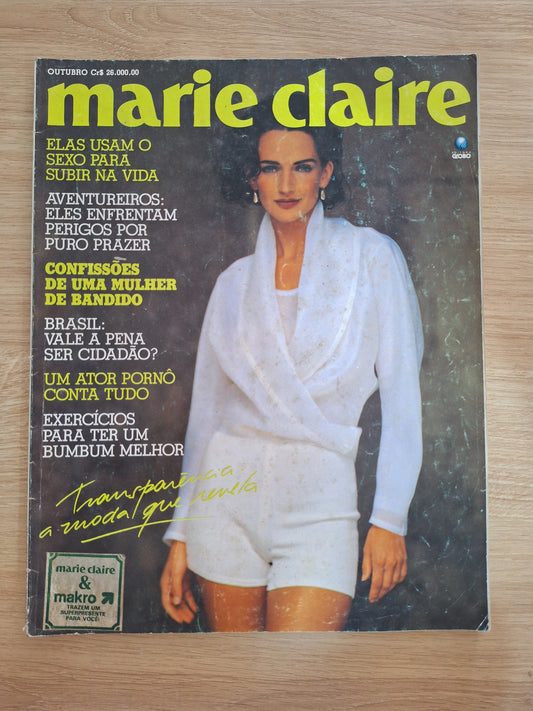 OUTUBRO Cr$ 26.000,00
marie claire
EDITORA
GLOBO
ELAS USAM O
SEXO PARA
SUBIR NA VIDA
AVENTUREIROS:
ELES ENFRENTAM
PERIGOS POR
PURO PRAZER
CONFISSÕES
DE UMA MULHER
DE BANDIDO
BRASIL:
VALE A PENA
SER CIDADÃO?
UM ATOR PORNÔ
CONTA TUDO
EXERCÍCIOS
PARA TER UM
BUMBUM MELHOR
Transparência:
a moda que revela
marie claire
&
makro
TRAZEM UM
SUPERPRESENTE
PARA VOCÊ